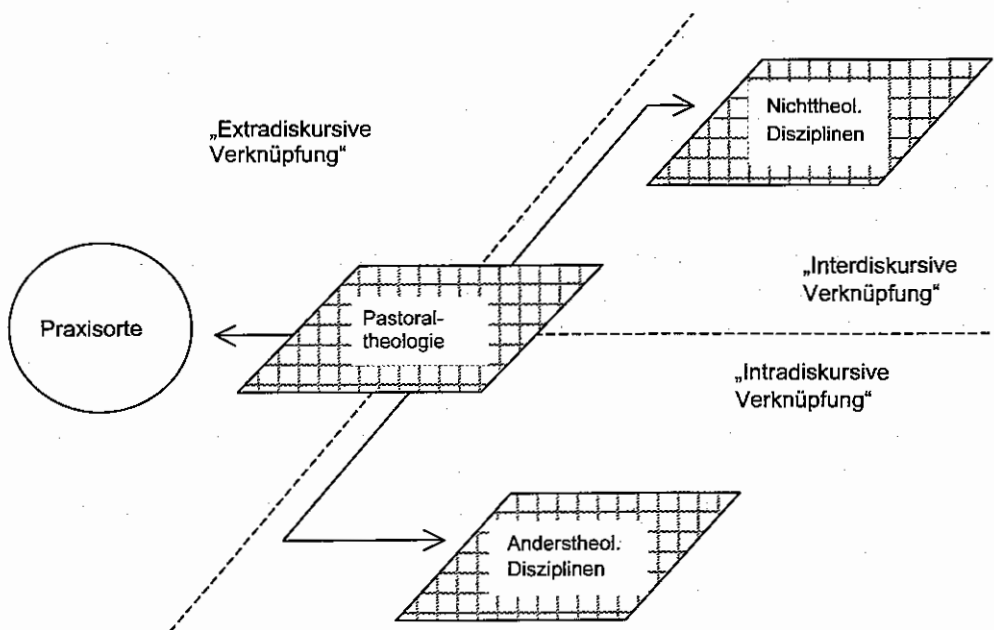 Nichttheol.
Disziplinen
„Extradiskursive
Verknüpfung“
„Interdiskursive
Verknüpfung“
Praxisorte
Pastoral-
theologie
„Intradiskursive
Verknüpfung“
Anderstheol.
Disziplinen